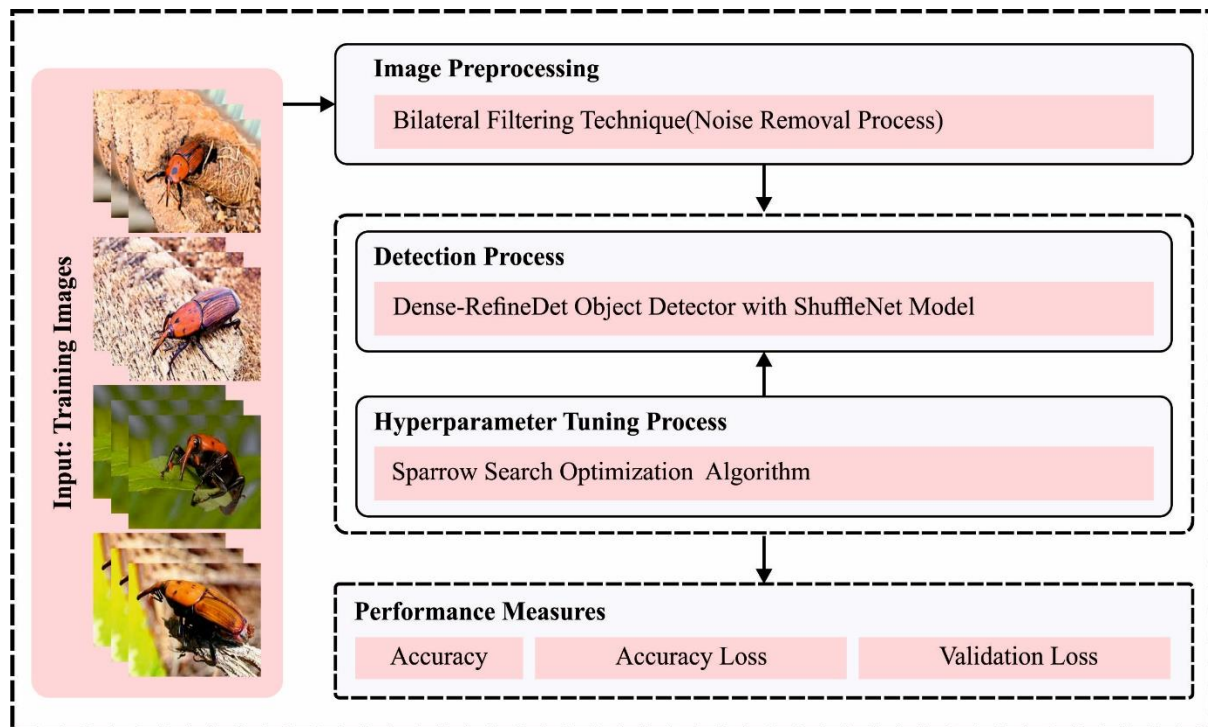 Input: Training Images
Image Preprocessing
Bilateral Filtering Technique(Noise Removal Process)
Detection Process
Dense-RefineDet Object Detector with ShuffleNet Model
Hyperparameter Tuning Process
Sparrow Search Optimization Algorithm
Performance Measures
Accuracy
Accuracy Loss
Validation Loss